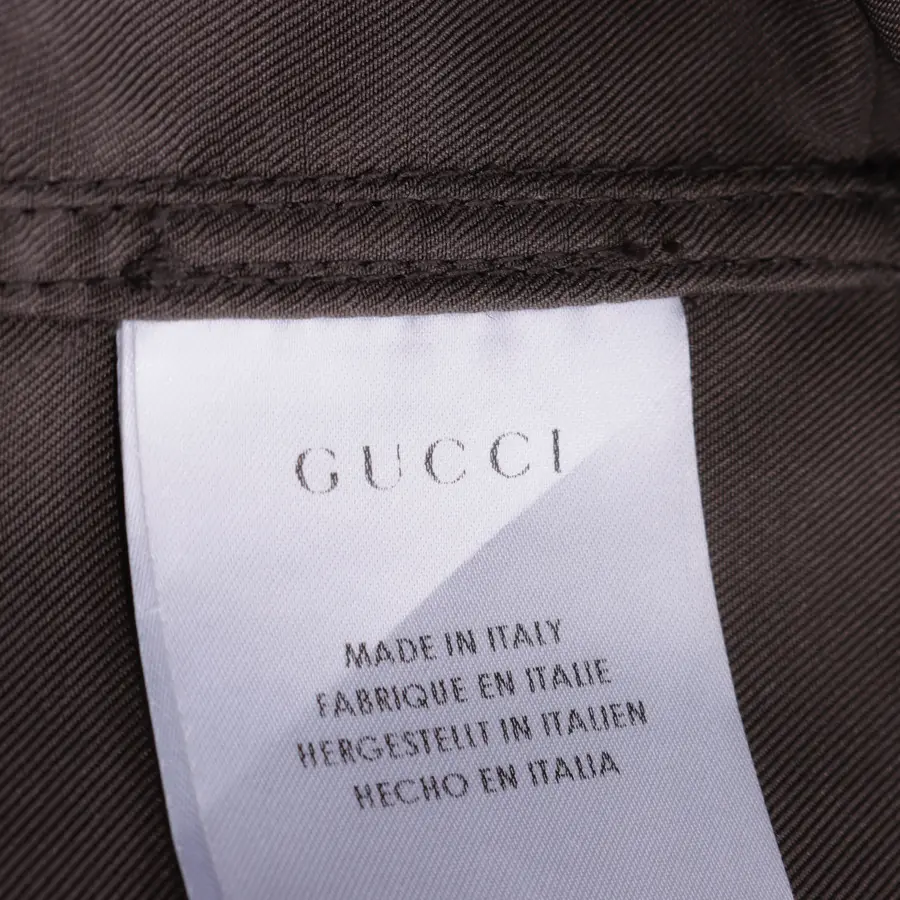 GUCCI
MADE IN ITALY
FABRIQUE EN ITALIE
HERGESTELLT IN ITALIEN
HECHO EN ITALIA